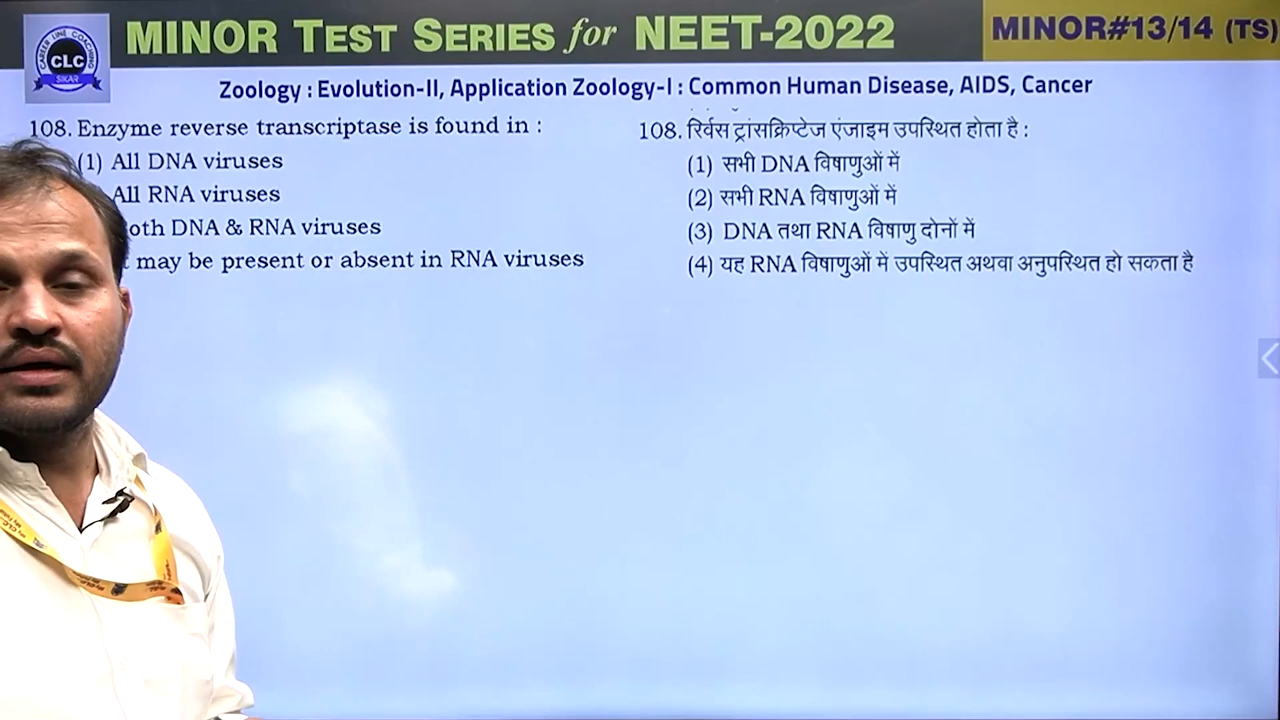 CAREER LINE COACHING
CLC
SIKAR
MINOR TEST SERIES for NEET-2022
MINOR#13/14 (TS)
Zoology : Evolution-II, Application Zoology-I : Common Human Disease, AIDS, Cancer
108. Enzyme reverse transcriptase is found in :
(1) All DNA viruses
All RNA viruses
oth DNA & RNA viruses
t may be present or absent in RNA viruses
108. रिर्वस ट्रांसक्रिप्टेज एंजाइम उपस्थित होता है :
(1) सभी DNA विषाणुओं में
(2) सभी RNA विषाणुओं में
(3) DNA तथा RNA विषाणु दोनों में
(4) यह RNA विषाणुओं में उपस्थित अथवा अनुपस्थित हो सकता है